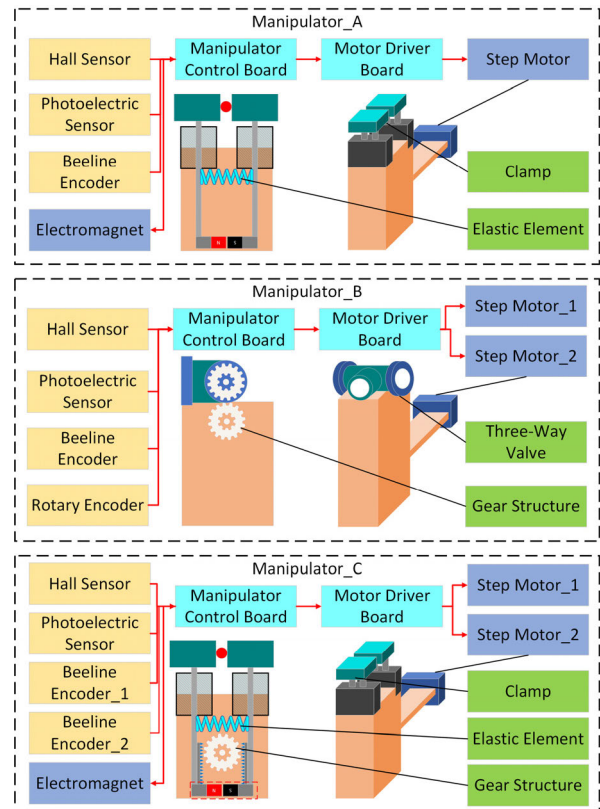 Manipulator_A
Hall Sensor
Manipulator
Control Board
Motor Driver
Board
Step Motor
Photoelectric
Sensor
Beeline
Encoder
Electromagnet
Clamp
Elastic Element
N S
Manipulator_B
Hall Sensor
Manipulator
Control Board
Motor Driver
Board
Step Motor_1
Step Motor_2
Photoelectric
Sensor
Beeline
Encoder
Rotary Encoder
Three-Way
Valve
Gear Structure
Manipulator_C
Hall Sensor
Manipulator
Control Board
Motor Driver
Board
Step Motor_1
Step Motor_2
Photoelectric
Sensor
Beeline
Encoder_1
Beeline
Encoder_2
Electromagnet
Clamp
Elastic Element
Gear Structure
N S